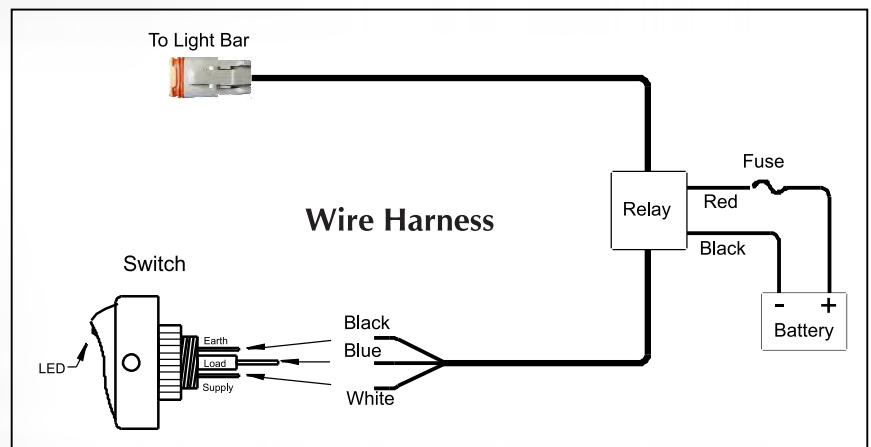 To Light Bar
Fuse
Relay
Red
Wire Harness
Black
Switch
- +
Battery
Earth
Load
Supply
LED
Black
Blue
White